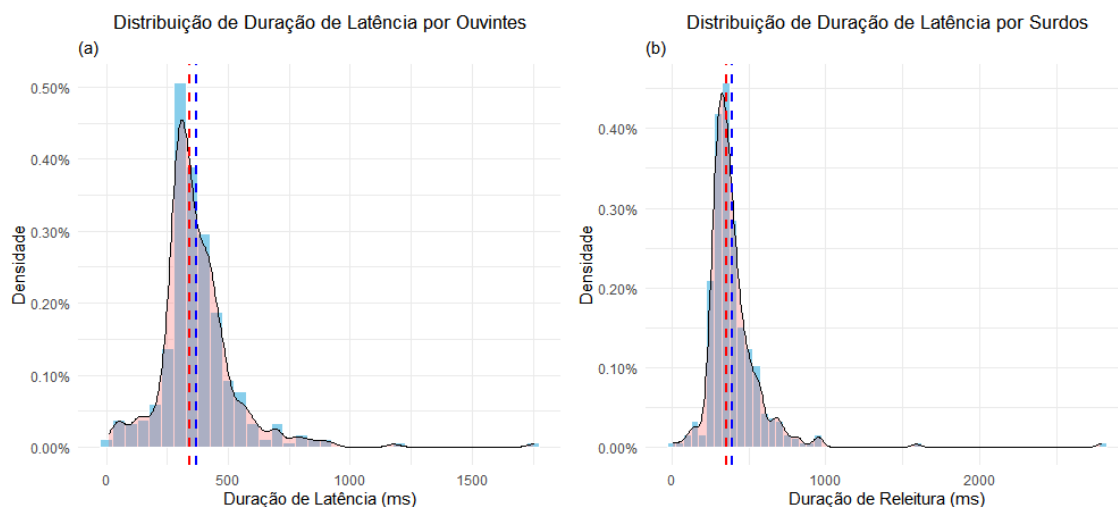 Distribuição de Duração de Latência por Ouvintes
(a)
0.50%
0.40%
0.30%
0.20%
0.10%
0.00%
Densidade
0
500
1000
1500
Duração de Latência (ms)
Distribuição de Duração de Latência por Surdos
(b)
0.40%
0.30%
0.20%
0.10%
0.00%
Densidade
0
1000
2000
Duração de Releitura (ms)